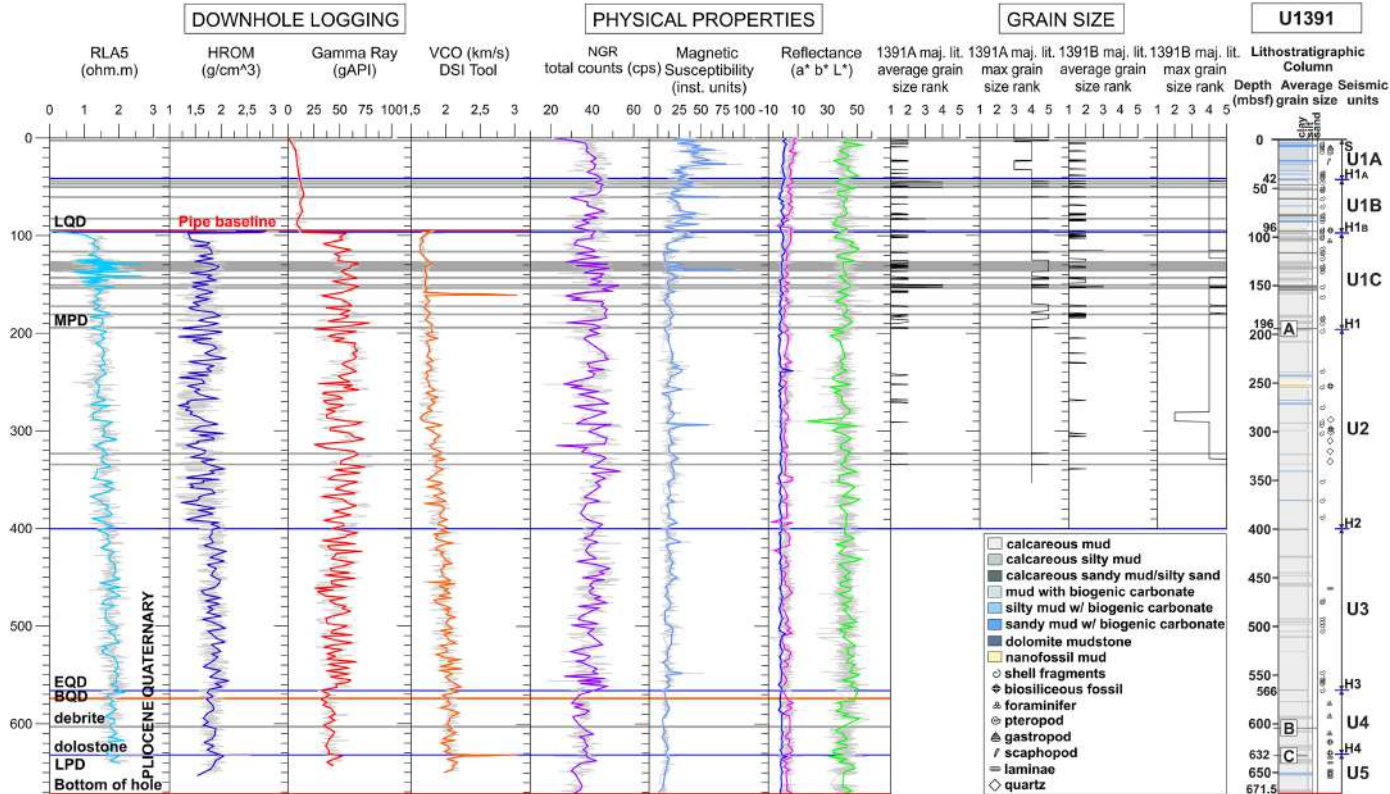 DOWNHOLE LOGGING
PHYSICAL PROPERTIES
GRAIN SIZE
U1391
RLA5
(ohm.m)
HROM
(g/cm^3)
Gamma Ray
(gAPI)
VCO (km/s)
DSI Tool
NGR
total counts (cps)
Magnetic
Susceptibility
(inst. units)
Reflectance
(a* b* L*)
1391A maj. lit.
average grain
size rank
1391A maj. lit.
max grain
size rank
1391B maj. lit.
average grain
size rank
1391B maj. lit.
max grain
size rank
Lithostratigraphic
Column
Depth
(mbsf)
Average
grain size
Seismic
units
0 1 2 3
1 1,5 2 2,5 3
0 25 50 75 100
1,5 2 2,5 3
20 40 60
0 25 50 75 100
-10 10 30 50
1 2 3 4 5
1 2 3 4 5
1 2 3 4 5
1 2 3 4 5
clay
silt
sand
0
100
200
300
400
500
600
LQD
Pipe baseline
MPD
EQD
BQD
debrite
dolostone
LPD
Bottom of hole
PLIOCENE QUATERNARY
calcareous mud
calcareous silty mud
calcareous sandy mud/silty sand
mud with biogenic carbonate
silty mud w/ biogenic carbonate
sandy mud w/ biogenic carbonate
dolomite mudstone
nanofossil mud
shell fragments
biosiliceous fossil
foraminifer
pteropod
gastropod
scaphopod
laminae
quartz
0
42
50
96
100
150
196
200
250
300
350
400
450
500
550
566
600
632
650
671.5
A
B
C
S
U1A
H1A
U1B
H1B
U1C
H1
U2
H2
U3
H3
U4
H4
U5